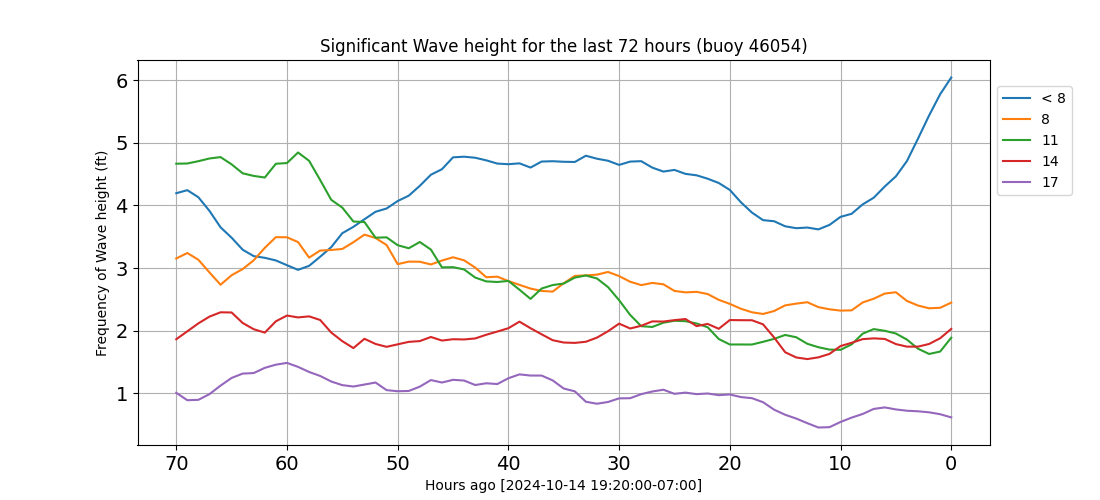 Significant Wave height for the last 72 hours (buoy 46054)
Frequency of Wave height (ft)
6
5
4
3
2
1
70 60 50 40 30 20 10 0
Hours ago [2024-10-14 19:20:00-07:00]
< 8
8
11
14
17